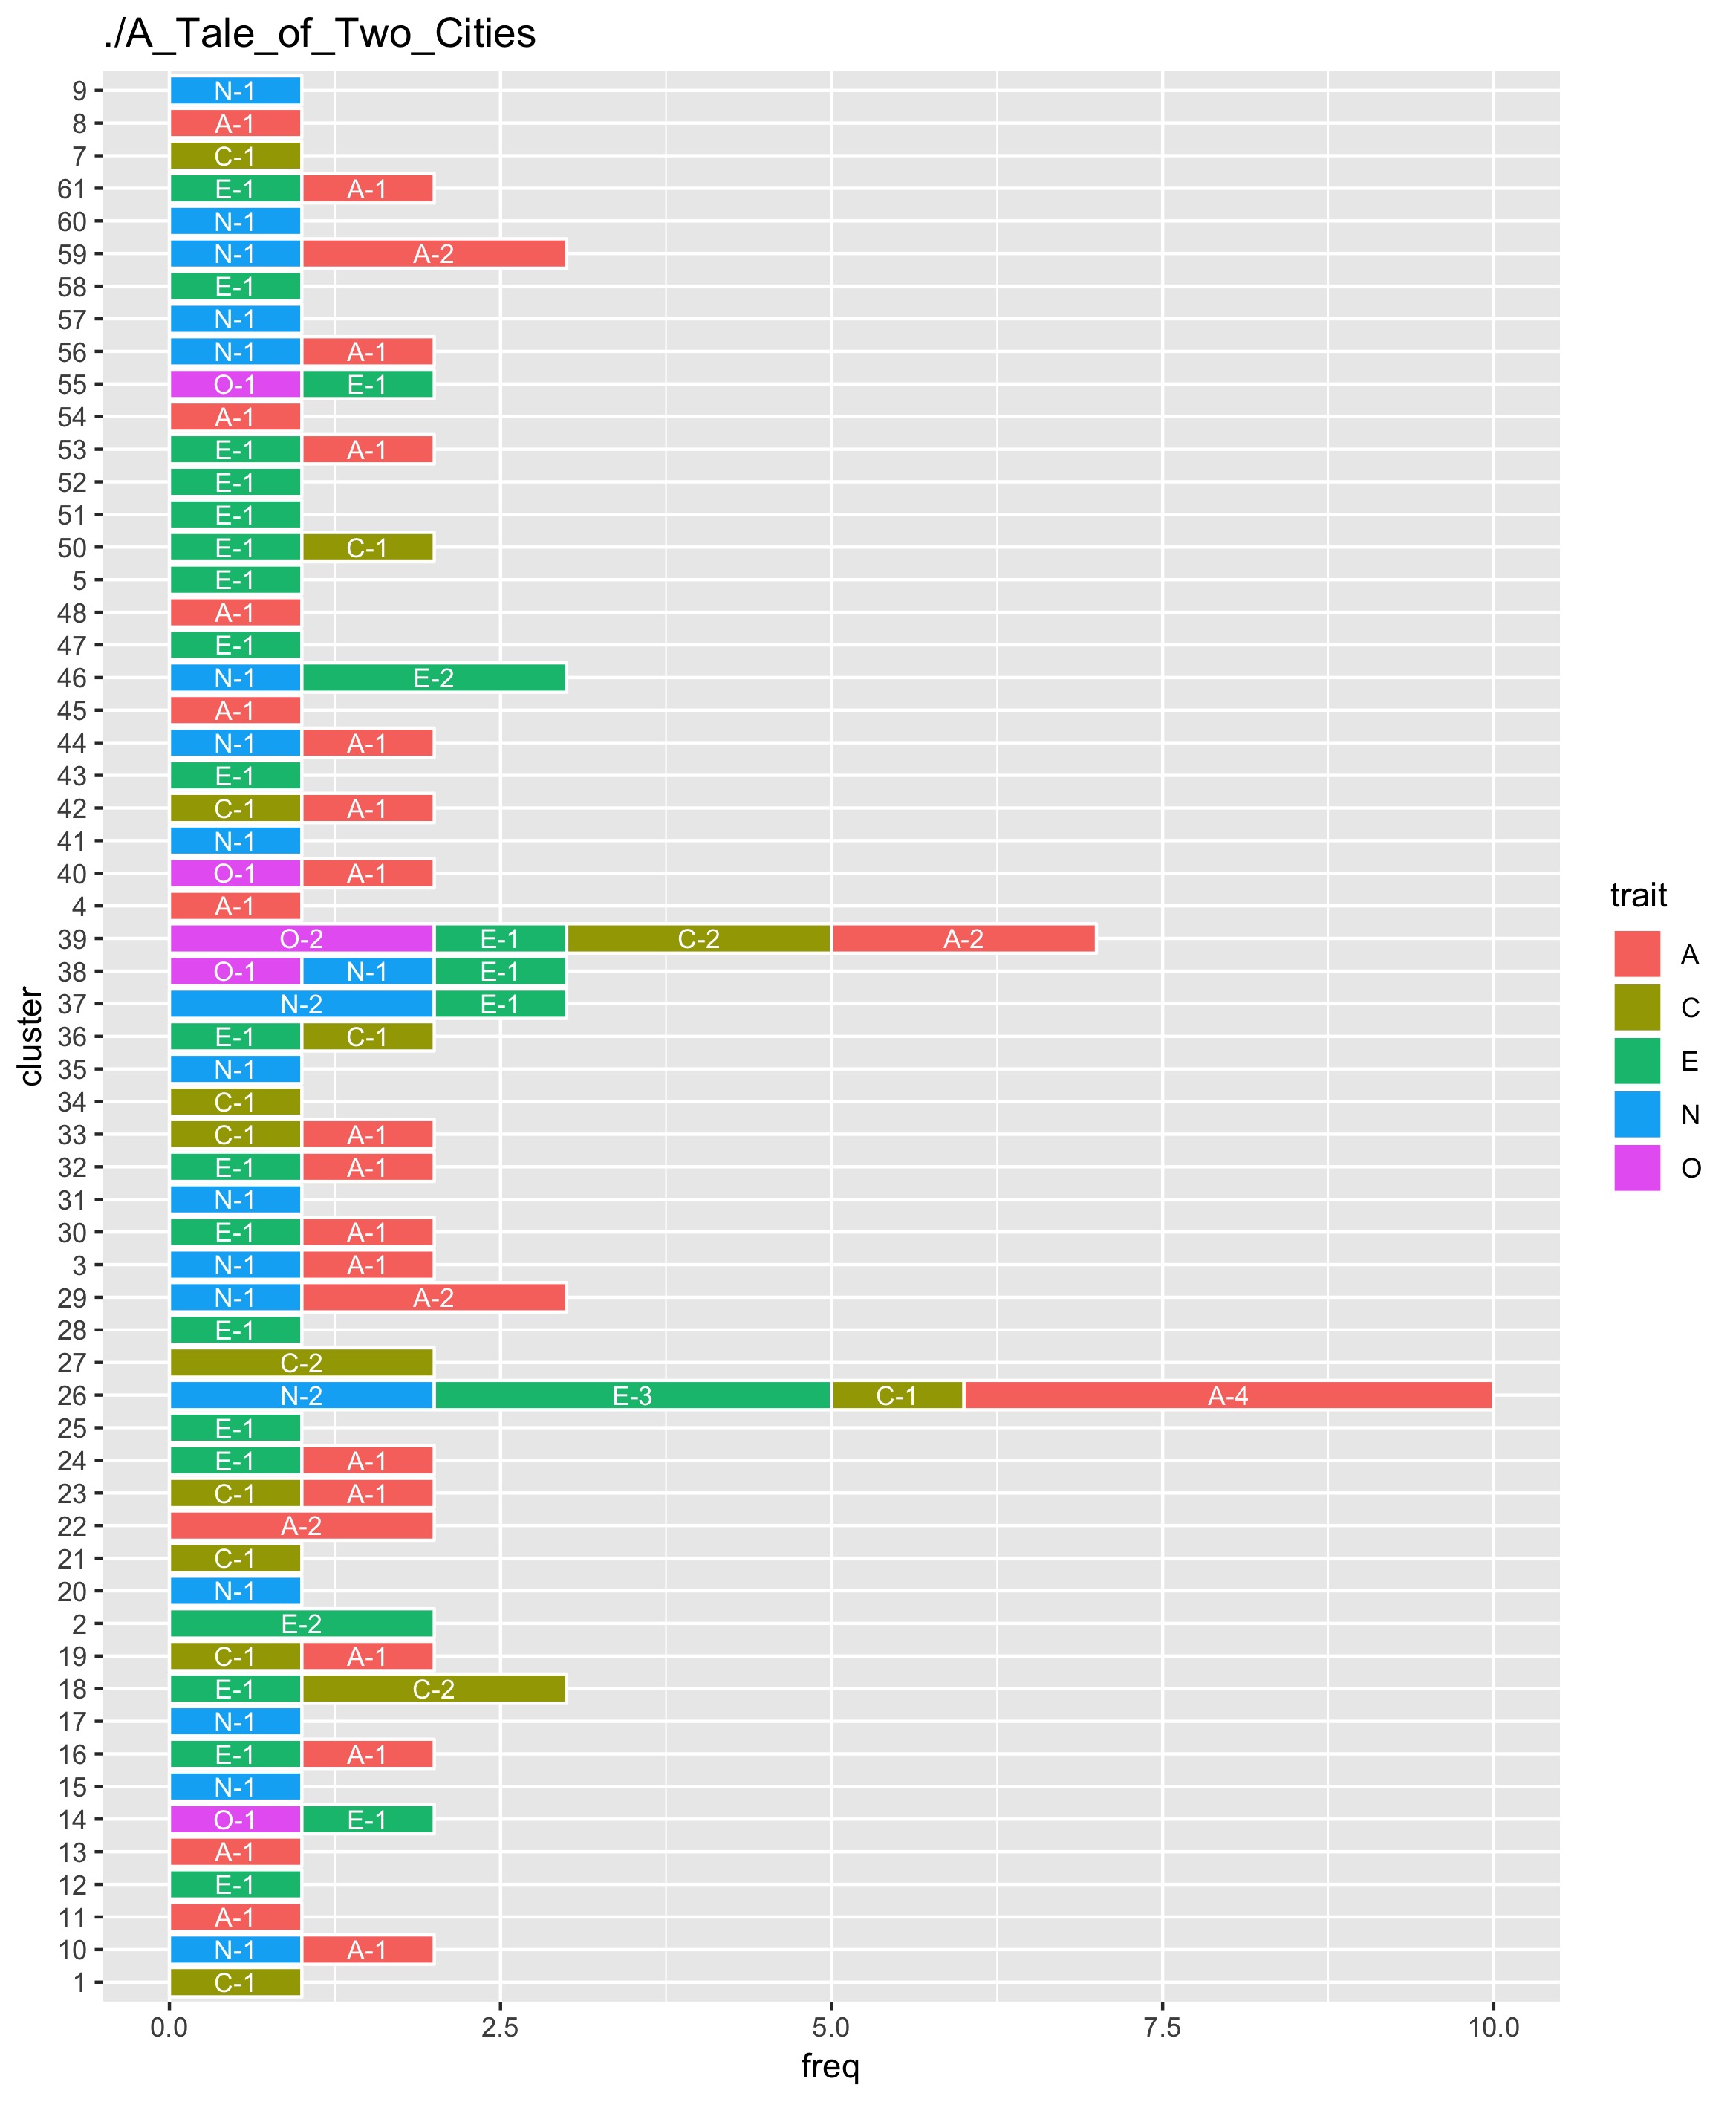 ./A_Tale_of_Two_Cities
9 N-1
8 A-1
7 C-1
61 E-1 A-1
60 N-1
59 N-1 A-2
58 E-1
57 N-1
56 N-1 A-1
55 O-1 E-1
54 A-1
53 E-1 A-1
52 E-1
51 E-1
50 E-1 C-1
5 E-1
48 A-1
47 E-1
46 N-1 E-2
45 A-1
44 N-1 A-1
43 E-1
42 C-1 A-1
41 N-1
40 O-1 A-1
4 A-1
39 O-2 E-1 C-2 A-2
38 O-1 N-1 E-1
37 N-2 E-1
36 E-1 C-1
35 N-1
34 C-1
33 C-1 A-1
32 E-1 A-1
31 N-1
30 E-1 A-1
3 N-1 A-1
29 N-1 A-2
28 E-1
27 C-2
26 N-2 E-3 C-1 A-4
25 E-1
24 E-1 A-1
23 C-1 A-1
22 A-2
21 C-1
20 N-1
2 E-2
19 C-1 A-1
18 E-1 C-2
17 N-1
16 E-1 A-1
15 N-1
14 O-1 E-1
13 A-1
12 E-1
11 A-1
10 N-1 A-1
1 C-1
0.0 2.5 5.0 7.5 10.0
freq
cluster
trait
A
C
E
N
O